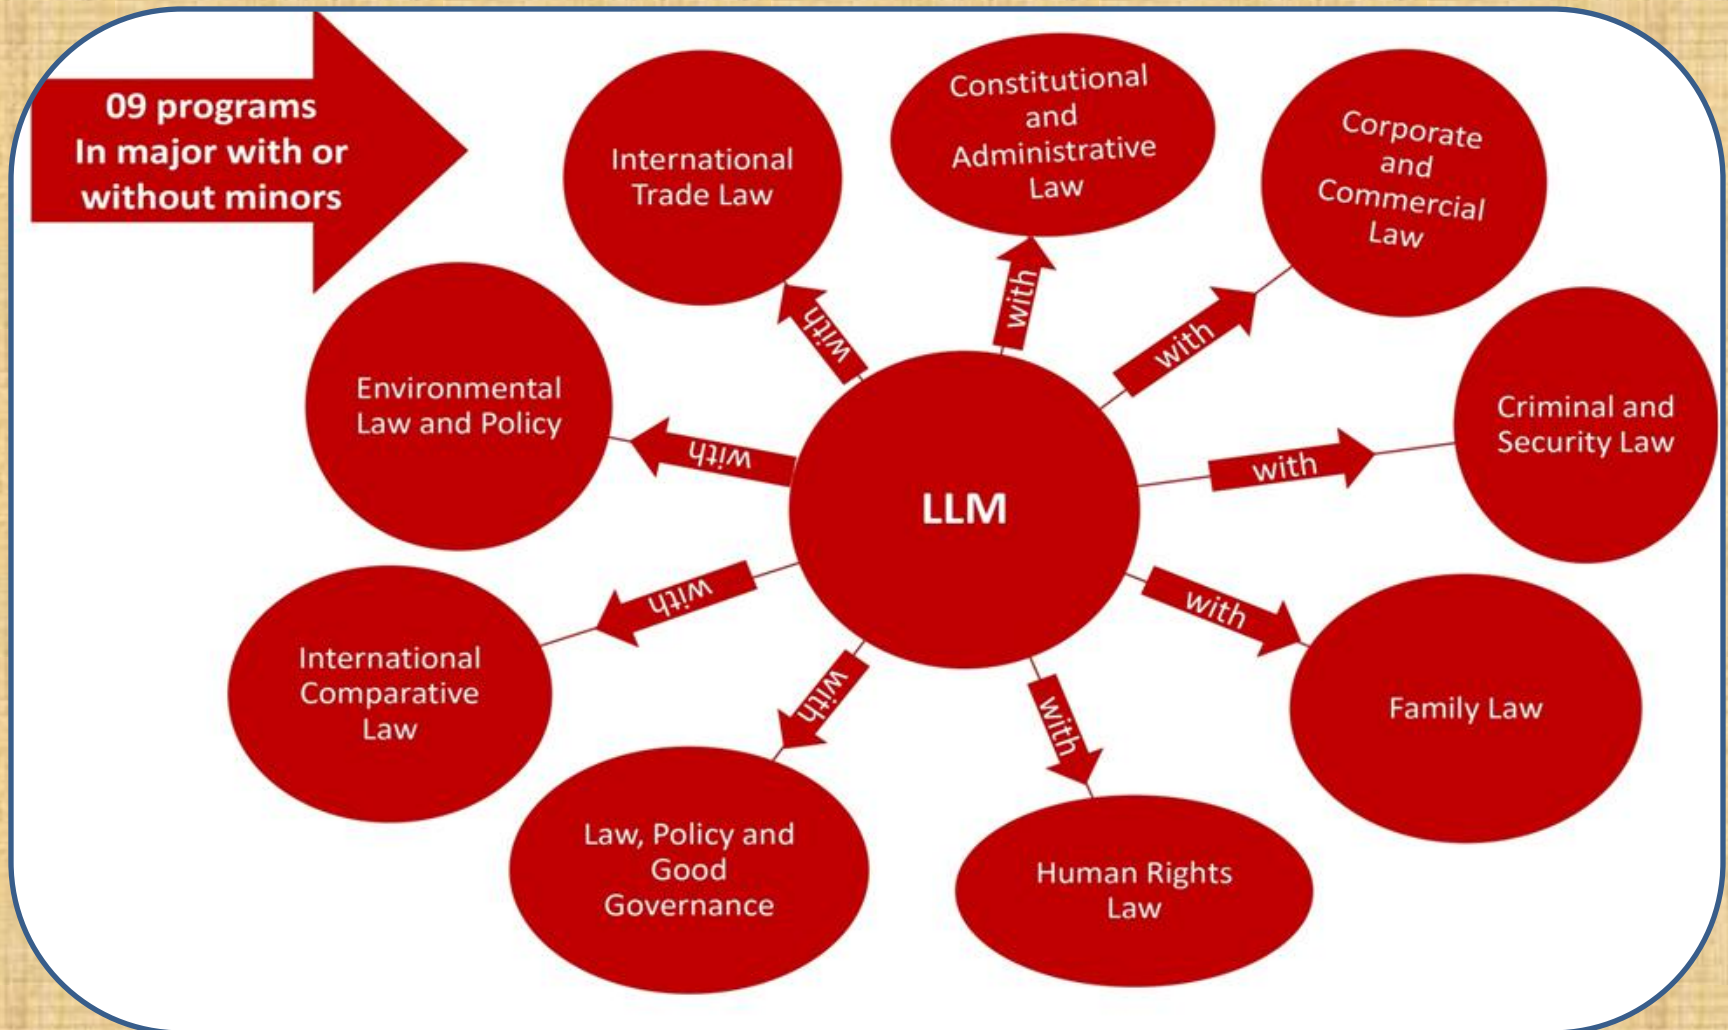 09 programs
In major with or
without minors
International
Trade Law
Constitutional
and
Administrative
Law
Corporate
and
Commercial
Law
Criminal and
Security Law
Family Law
Human Rights
Law
Law, Policy and
Good
Governance
International
Comparative
Law
Environmental
Law and Policy
LLM
with
with
with
with
with
with
with
with
with